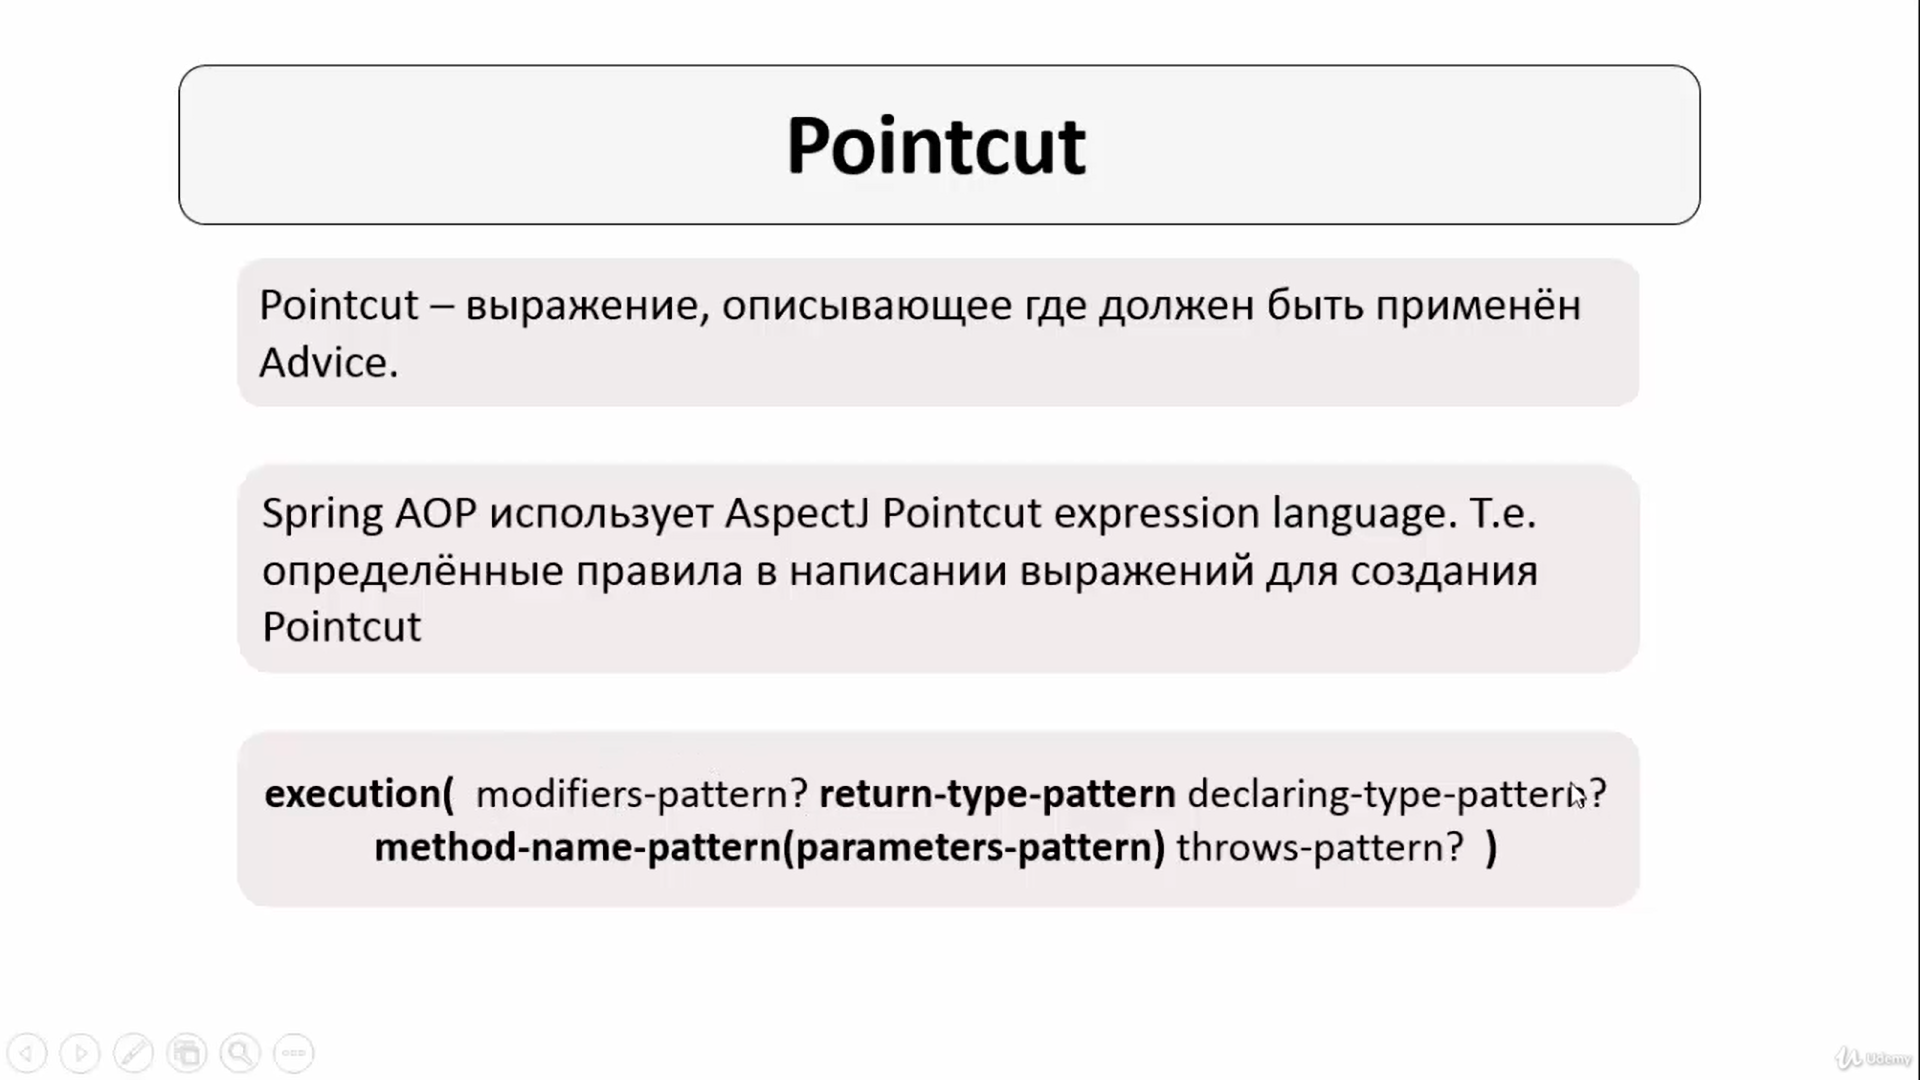 Pointcut
Pointcut – выражение, описывающее где должен быть применён
Advice.
Spring AOP использует AspectJ Pointcut expression language. Т.е.
определённые правила в написании выражений для создания
Pointcut
execution( modifiers-pattern? return-type-pattern declaring-type-pattern?
method-name-pattern(parameters-pattern) throws-pattern? )
Udemy